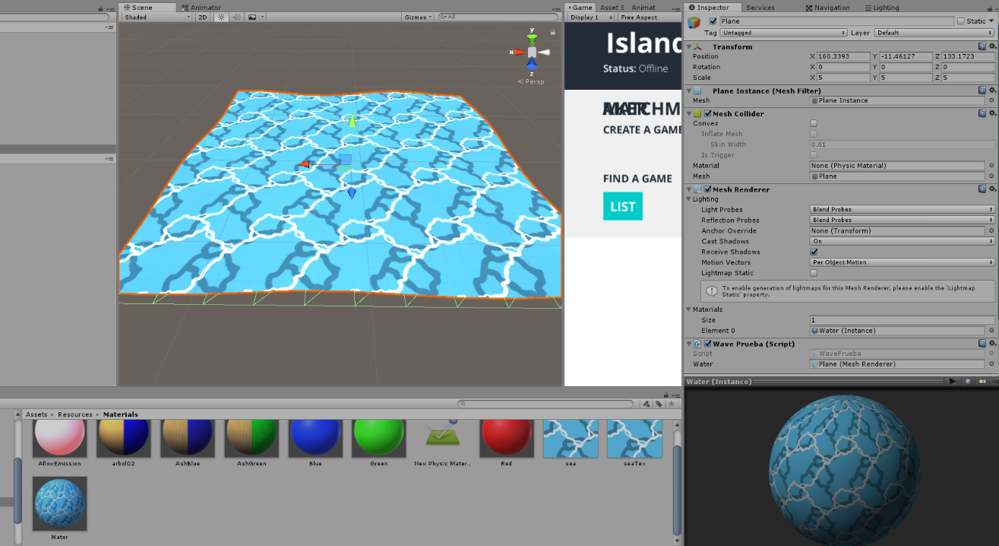 Scene
Animator
Shaded
2D
Gizmos
All
y
x
z
Persp
Game
Asset S
Animat
Display 1
Free Aspect
Island
Status: Offline
CREATE A GAME
FIND A GAME
LIST
Inspector
Services
Navigation
Lighting
Plane
Static
Tag
Untagged
Layer
Default
Transform
Position
X 160.3393
Y -11.46127
Z 133.1723
Rotation
X 0
Y 0
Z 0
Scale
X 5
Y 5
Z 5
Plane Instance (Mesh Filter)
Mesh
Plane Instance
Mesh Collider
Convex
Inflate Mesh
Skin Width
0.01
Is Trigger
Material
None (Physic Material)
Mesh
Plane
Mesh Renderer
Lighting
Light Probes
Blend Probes
Reflection Probes
Blend Probes
Anchor Override
None (Transform)
Cast Shadows
On
Receive Shadows
Motion Vectors
Per Object Motion
Lightmap Static
To enable generation of lightmaps for this Mesh Renderer, please enable the 'Lightmap
Static' property.
Materials
Size
1
Element 0
Water (Instance)
Wave Prueba (Script)
Script
WavePrueba
Water
Plane (Mesh Renderer)
Water (Instance)
Assets
Resources
Materials
AllowEmission
arbol02
AshBlue
AshGreen
Blue
Green
New Physic Mater...
Red
sea
seaTex
Water